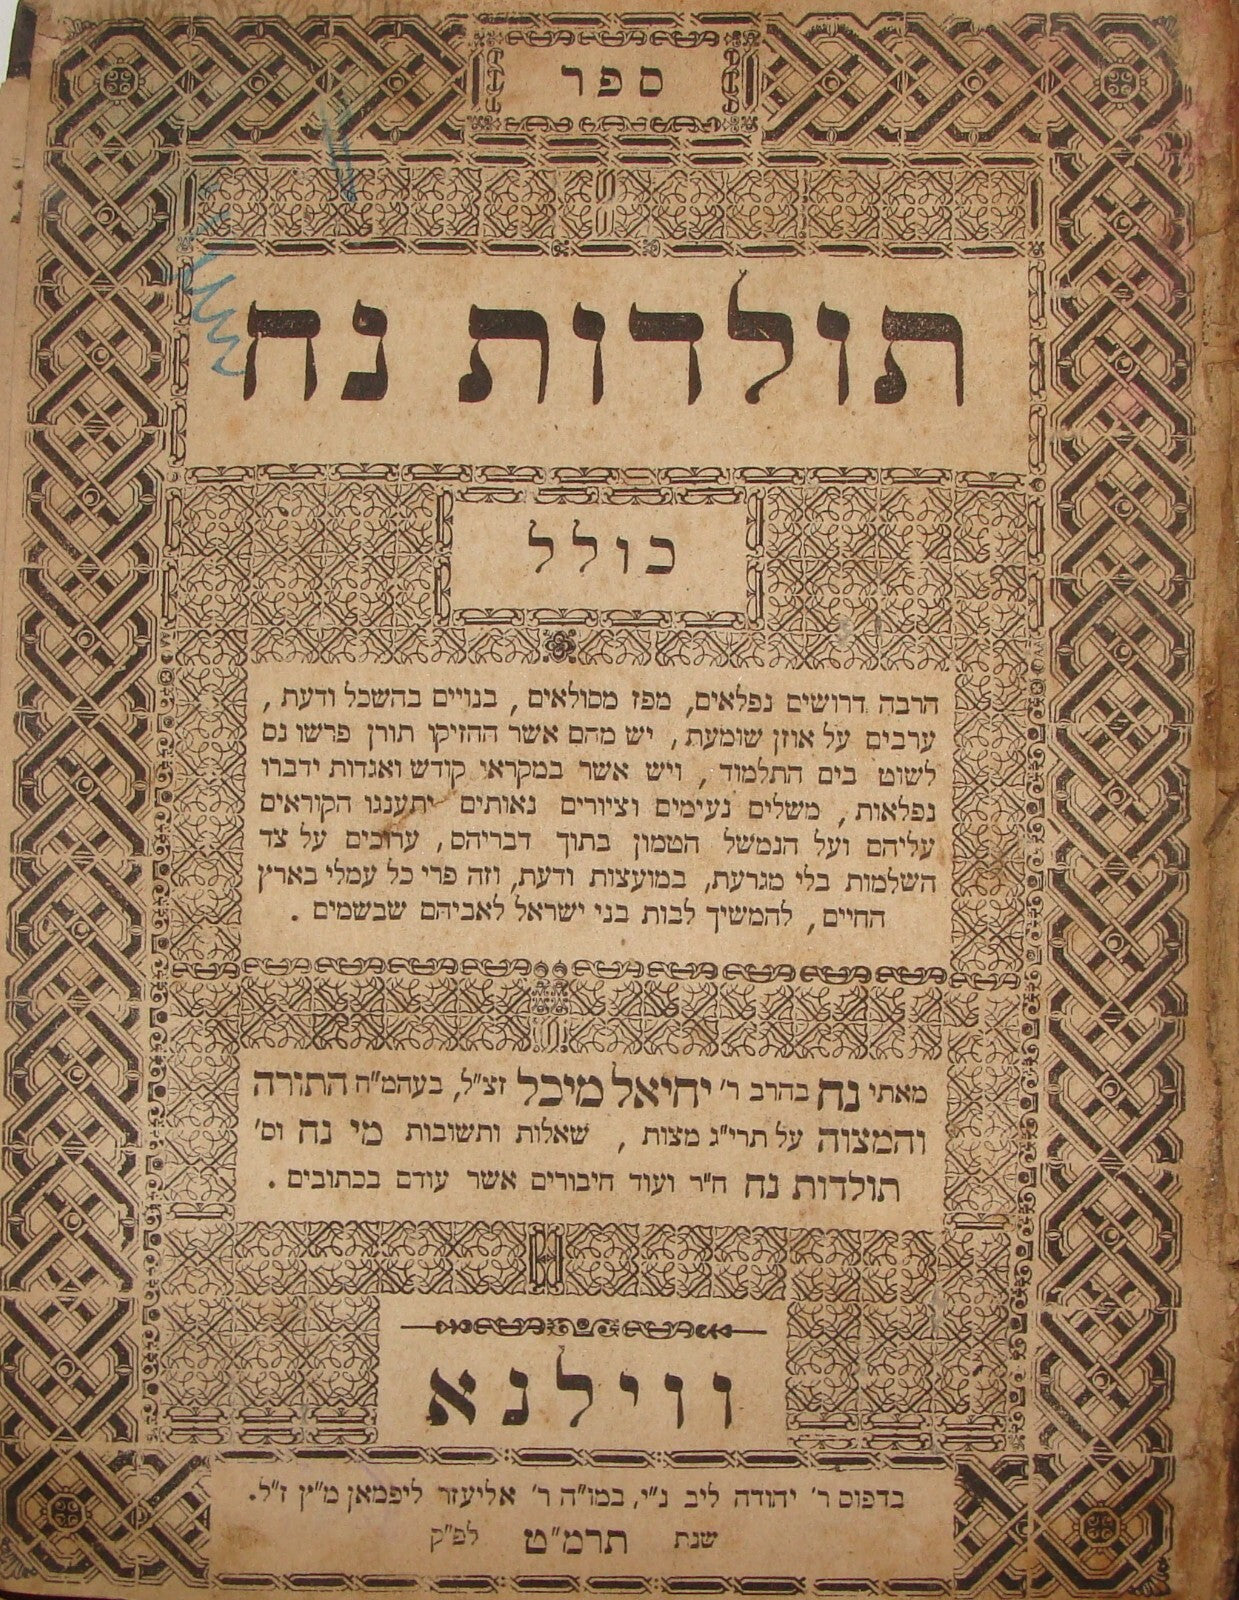 ספר
תולדות נח
כולל
הרבה דרושים נפלאים, מפז מסולאים, בנויים בהשכל ודעת,
ערבים על אוזן שומעת, יש מהם אשר ההזיקו תורן פרשו נס
לשוט בים התלמוד, ויש אשר במקראי קודש ואגדות ידברו
נפלאות, משלים נעימים וציורים נאותים יתענגו הקוראים
עליהם ועל הנמשל הטמון בתוך דבריהם, ערוכים על צד
השלמות בלי מגרעת, במועצות ודעת, וזה פרי כל עמלי בארץ
החיים, להמשיך לבות בני ישראל לאביהם שבשמים.
מאתי נח בהרב ר' יחיאל מיכל זצ"ל, בעהמ"ח התורה
והמצוה על תרי"ג מצות, שאלות ותשובות מי נח וס'
תולדות נח ח"ר ועוד חיבורים אשר עודם בכתובים.
ווילנא
בדפוס ר' יהודה ליב נ"י, במו"ה ר' אליעזר ליפמאן מ"ץ ז"ל.
שנת תרמ"ט לפ"ק